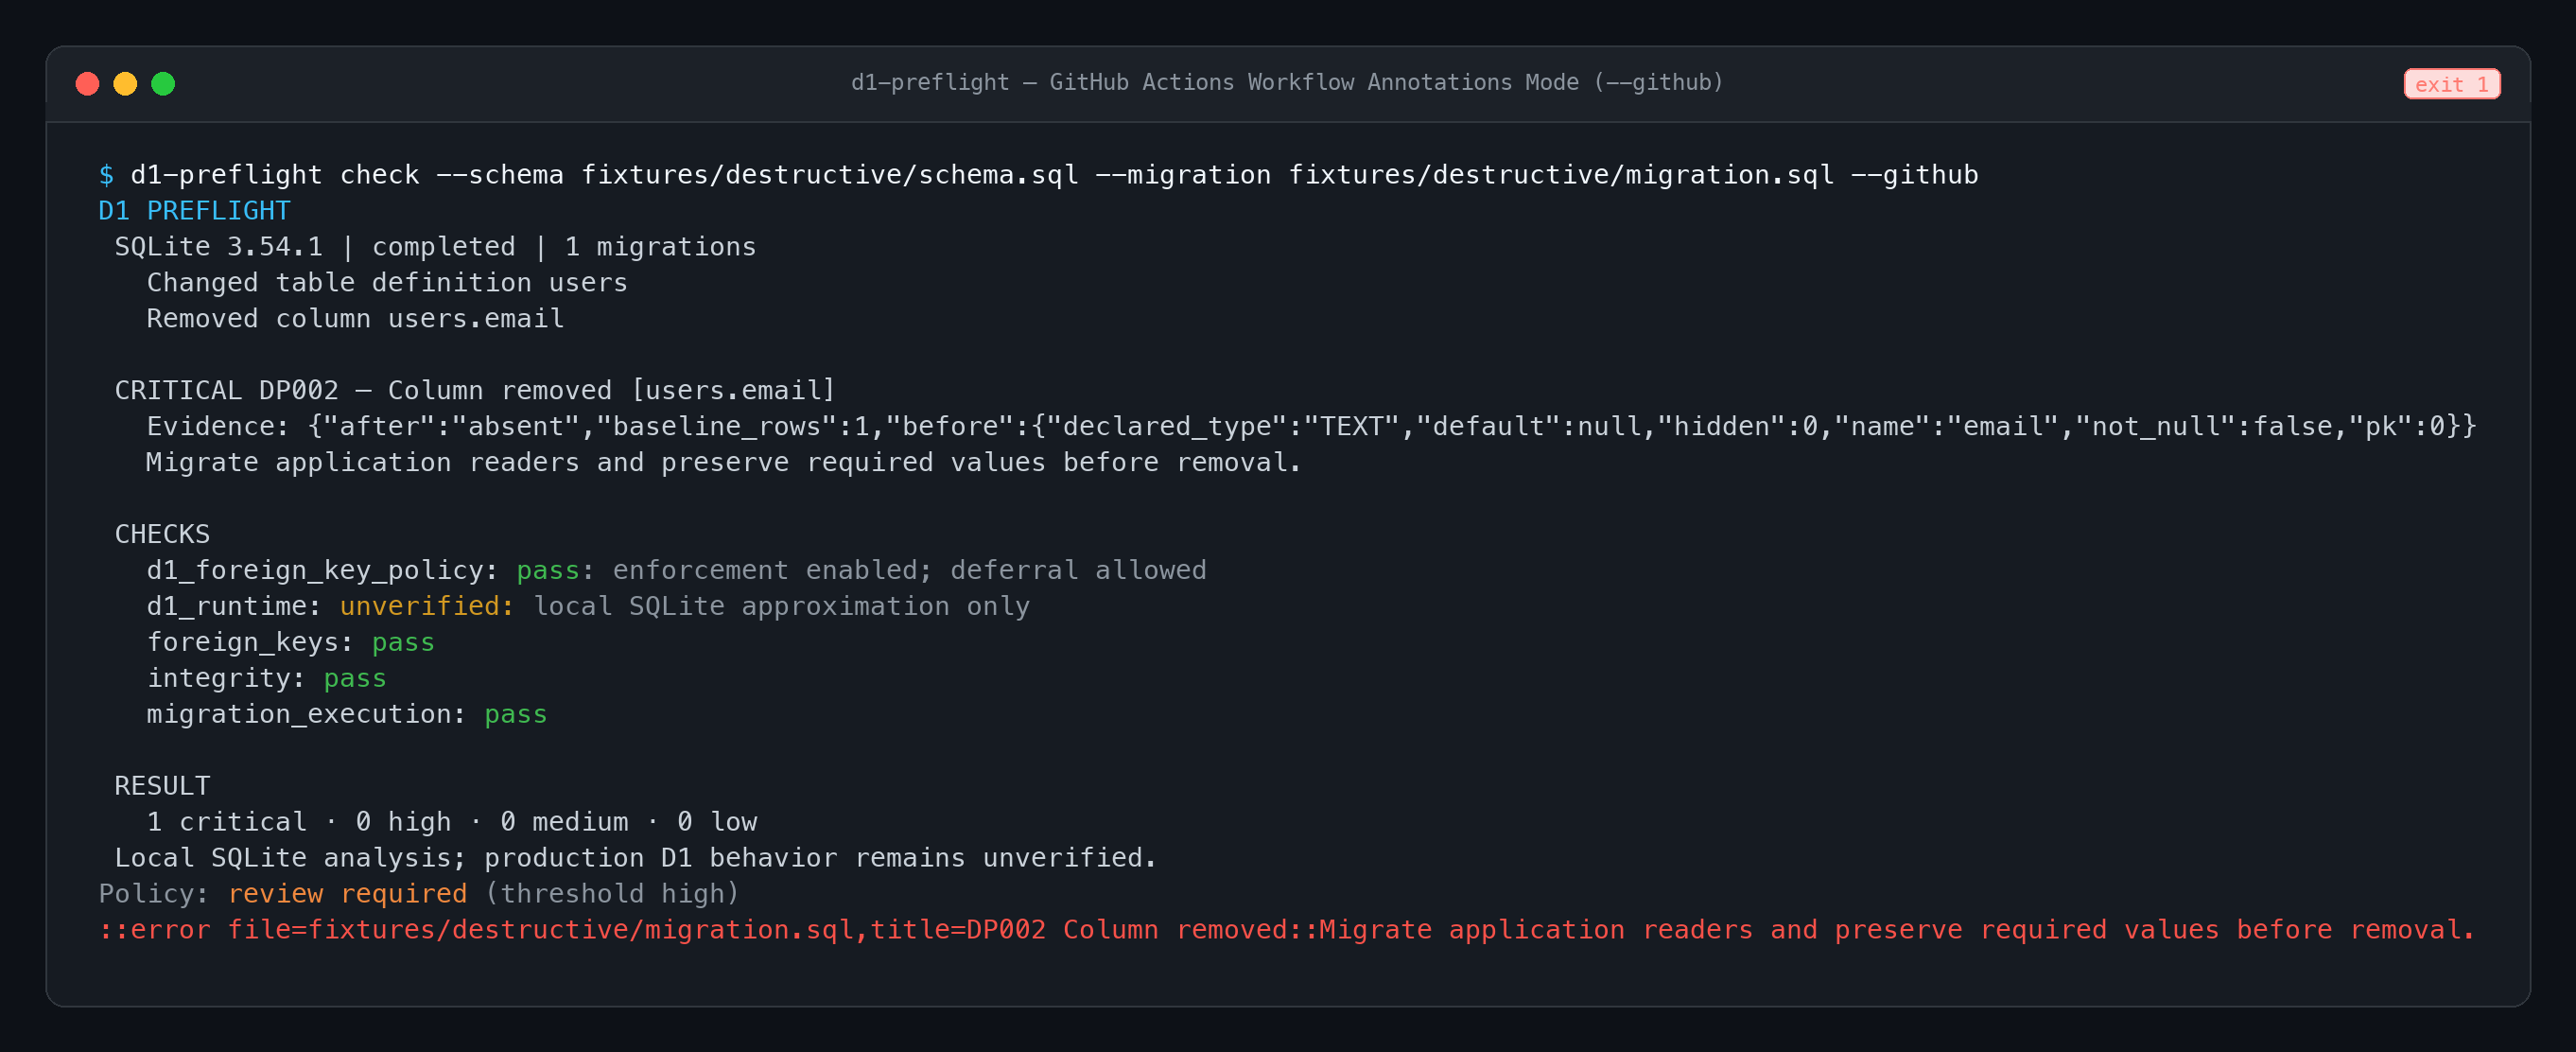 d1-preflight — GitHub Actions Workflow Annotations Mode (--github)
exit 1
$ d1-preflight check --schema fixtures/destructive/schema.sql --migration fixtures/destructive/migration.sql --github
D1 PREFLIGHT
SQLite 3.54.1 | completed | 1 migrations
Changed table definition users
Removed column users.email
CRITICAL DP002 — Column removed [users.email]
Evidence: {"after":"absent","baseline_rows":1,"before":{"declared_type":"TEXT","default":null,"hidden":0,"name":"email","not_null":false,"pk":0}}
Migrate application readers and preserve required values before removal.
CHECKS
d1_foreign_key_policy: pass: enforcement enabled; deferral allowed
d1_runtime: unverified: local SQLite approximation only
foreign_keys: pass
integrity: pass
migration_execution: pass
RESULT
1 critical · 0 high · 0 medium · 0 low
Local SQLite analysis; production D1 behavior remains unverified.
Policy: review required (threshold high)
::error file=fixtures/destructive/migration.sql,title=DP002 Column removed::Migrate application readers and preserve required values before removal.